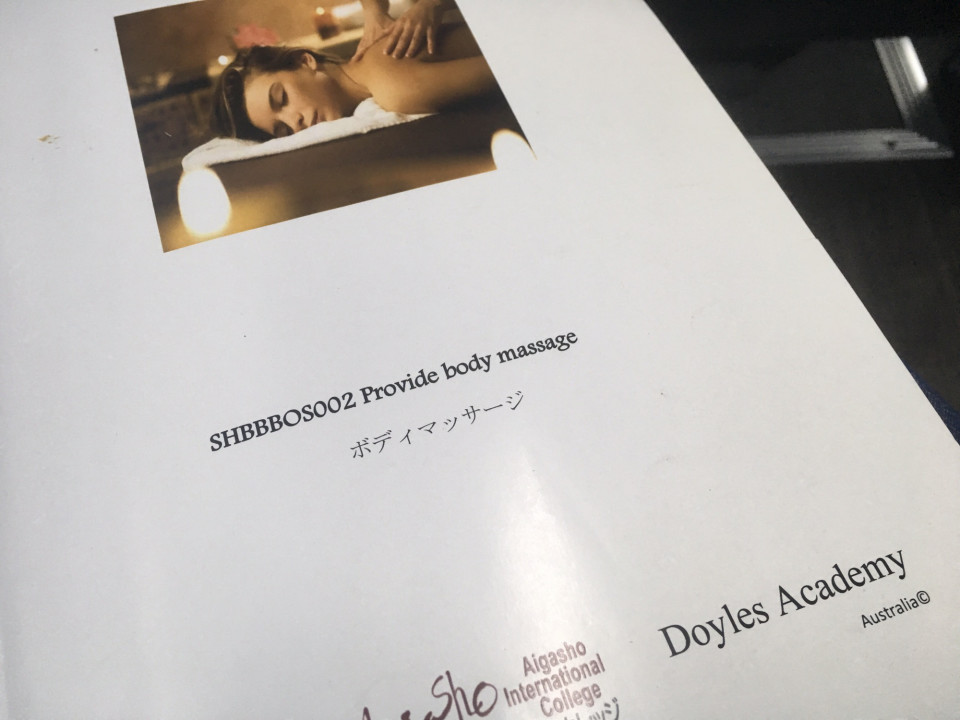 SHBBBOS002 Provide body massage
ボディマッサージ
Doyles Academy
Australia©
Aigasho
International
College